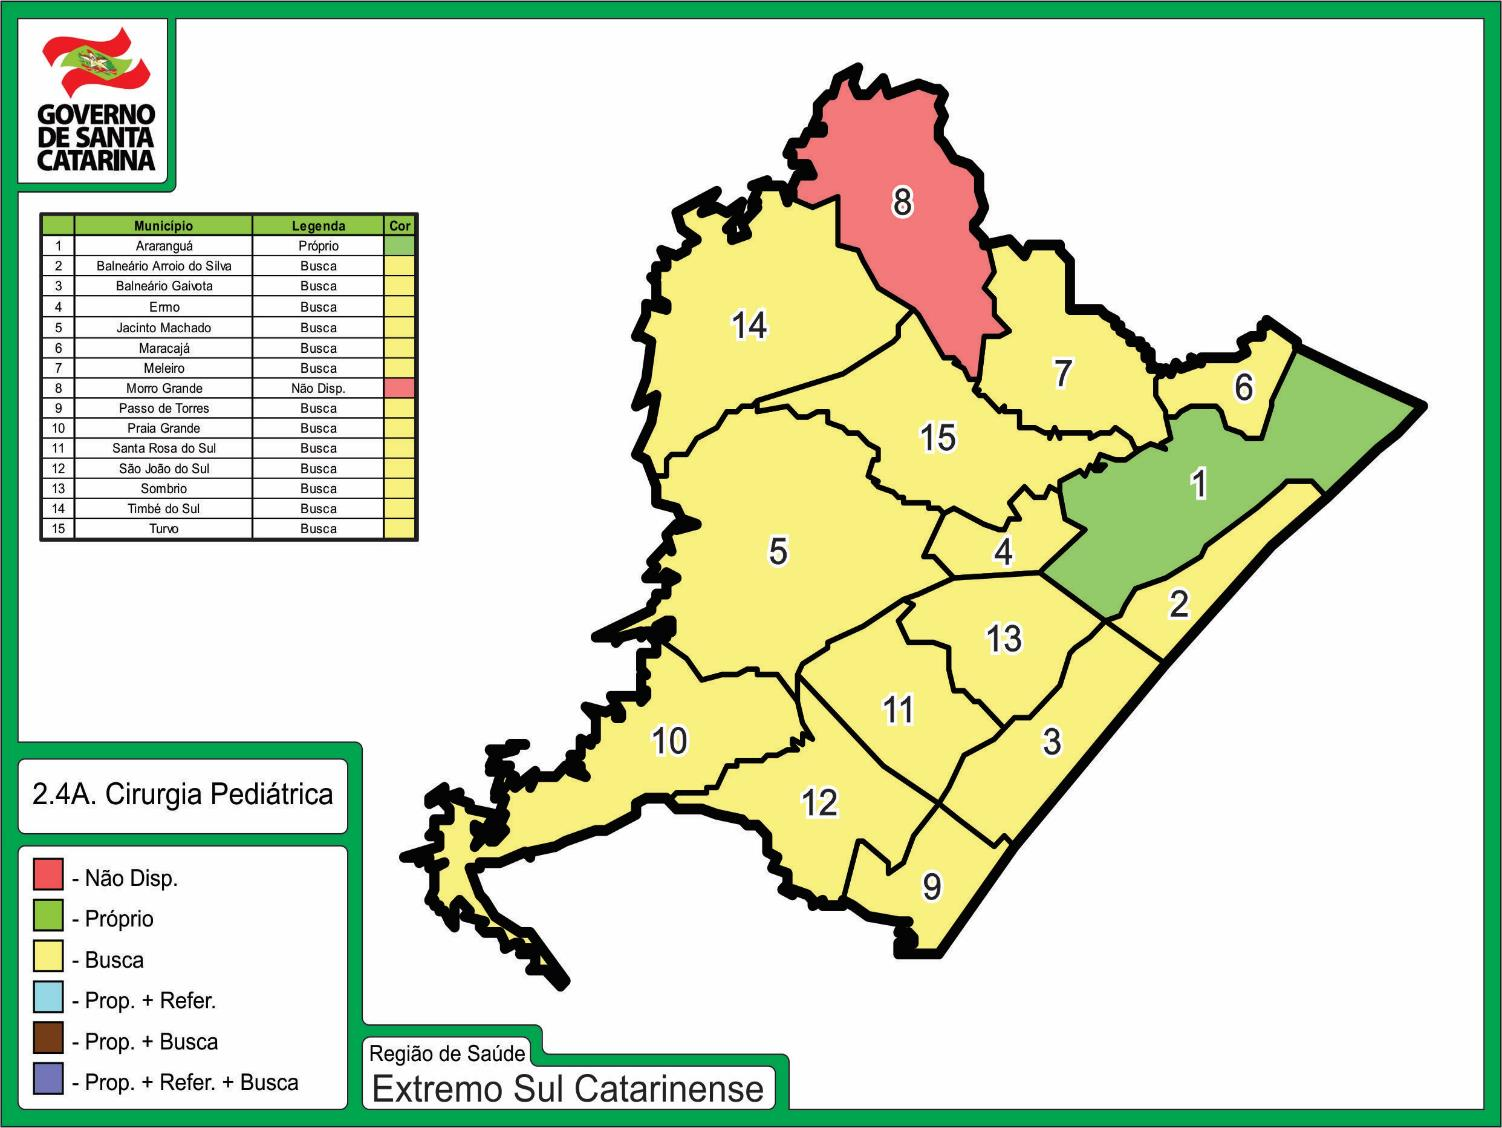 GOVERNO
DE SANTA
CATARINA
Município Legenda Cor
1 Araranguá Próprio
2 Balneário Arroio do Silva Busca
3 Balneário Gaivota Busca
4 Ermo Busca
5 Jacinto Machado Busca
6 Maracajá Busca
7 Meleiro Busca
8 Morro Grande Não Disp.
9 Passo de Torres Busca
10 Praia Grande Busca
11 Santa Rosa do Sul Busca
12 São João do Sul Busca
13 Sombrio Busca
14 Timbé do Sul Busca
15 Turvo Busca
8
14
7
6
15
1
5
4
2
13
11
10
3
12
9
2.4A. Cirurgia Pediátrica
- Não Disp.
- Próprio
- Busca
- Prop. + Refer.
- Prop. + Busca
- Prop. + Refer. + Busca
Região de Saúde
Extremo Sul Catarinense